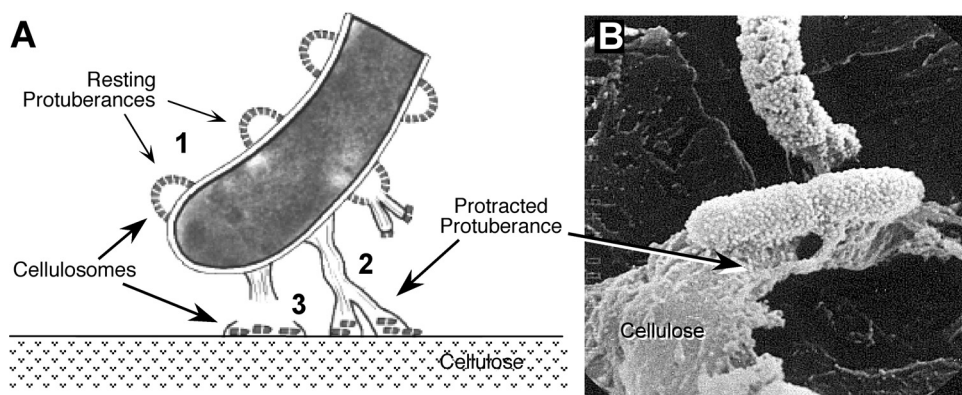 A
Resting
Protuberances
1
Cellulosomes
Protracted
Protuberance
2
3
Cellulose
B
Cellulose